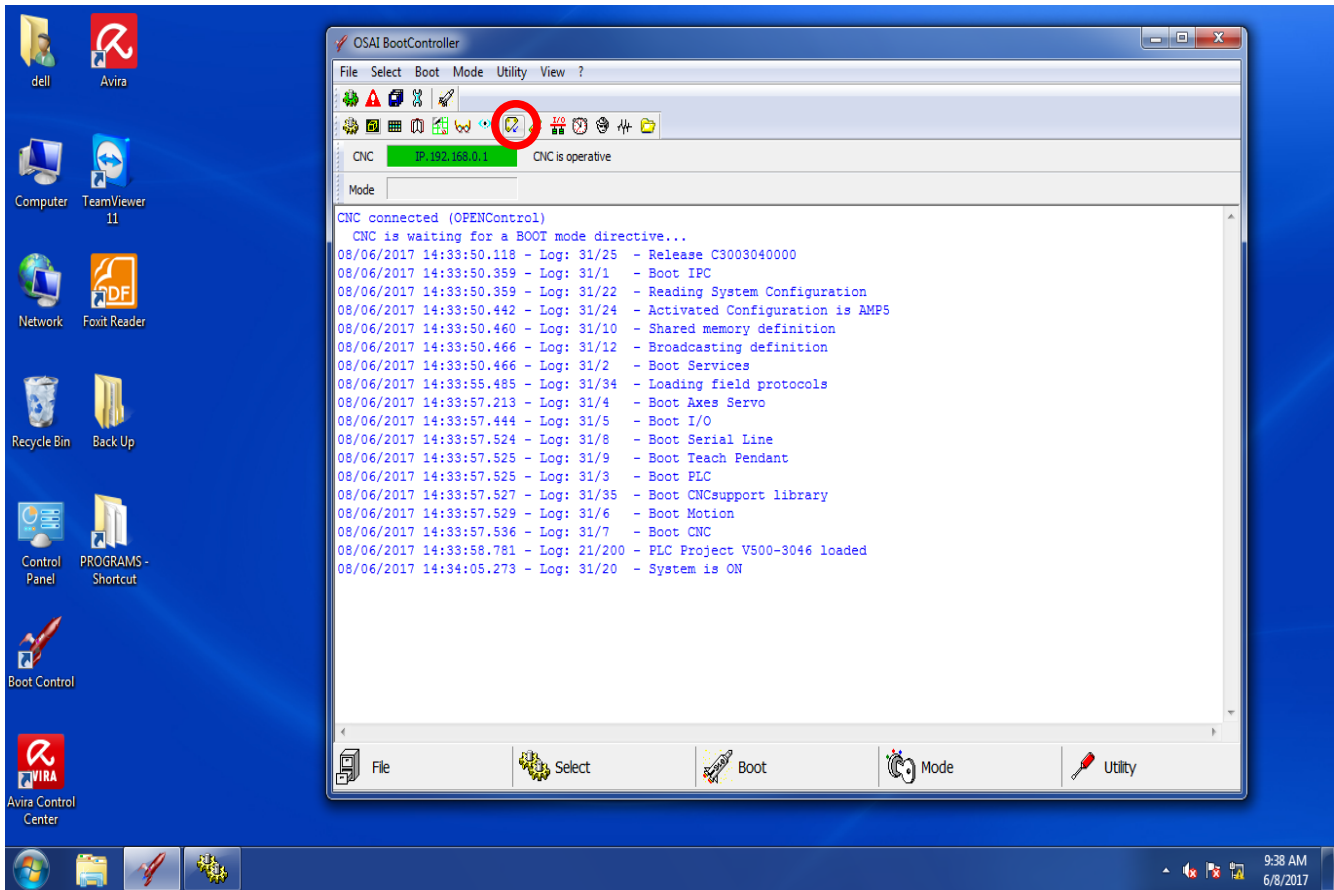 dell
Avira
Computer
TeamViewer
11
Network
Foxit Reader
Recycle Bin
Back Up
Control
Panel
PROGRAMS -
Shortcut
Boot Control
AVIRA
Avira Control
Center
OSAI BootController
File Select Boot Mode Utility View ?
I/O
CNC IP.192.168.0.1 CNC is operative
Mode
CNC connected (OPENControl)
CNC is waiting for a BOOT mode directive...
08/06/2017 14:33:50.118 - Log: 31/25 - Release C3003040000
08/06/2017 14:33:50.359 - Log: 31/1 - Boot IPC
08/06/2017 14:33:50.359 - Log: 31/22 - Reading System Configuration
08/06/2017 14:33:50.442 - Log: 31/24 - Activated Configuration is AMP5
08/06/2017 14:33:50.460 - Log: 31/10 - Shared memory definition
08/06/2017 14:33:50.466 - Log: 31/12 - Broadcasting definition
08/06/2017 14:33:50.466 - Log: 31/2 - Boot Services
08/06/2017 14:33:55.485 - Log: 31/34 - Loading field protocols
08/06/2017 14:33:57.213 - Log: 31/4 - Boot Axes Servo
08/06/2017 14:33:57.444 - Log: 31/5 - Boot I/O
08/06/2017 14:33:57.524 - Log: 31/8 - Boot Serial Line
08/06/2017 14:33:57.525 - Log: 31/9 - Boot Teach Pendant
08/06/2017 14:33:57.525 - Log: 31/3 - Boot PLC
08/06/2017 14:33:57.527 - Log: 31/35 - Boot CNCsupport library
08/06/2017 14:33:57.529 - Log: 31/6 - Boot Motion
08/06/2017 14:33:57.536 - Log: 31/7 - Boot CNC
08/06/2017 14:33:58.781 - Log: 21/200 - PLC Project V500-3046 loaded
08/06/2017 14:34:05.273 - Log: 31/20 - System is ON
File Select Boot Mode Utility
9:38 AM
6/8/2017